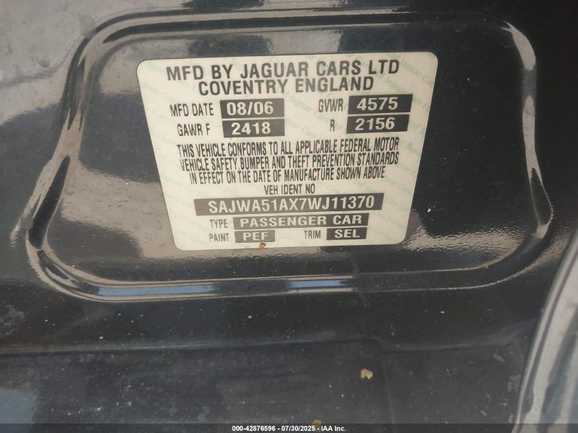 MFD BY JAGUAR CARS LTD
COVENTRY ENGLAND
MFD DATE 08/06 GVWR 4575
GAWR F 2418 R 2156
THIS VEHICLE CONFORMS TO ALL APPLICABLE FEDERAL MOTOR
VEHICLE SAFETY BUMPER AND THEFT PREVENTION STANDARDS
IN EFFECT ON THE DATE OF MANUFACTURE SHOWN ABOVE
VEH IDENT NO
SAJWA51AX7WJ11370
TYPE PASSENGER CAR
PAINT PEF TRIM SEL
000-42876596 - 07/30/2025 - IAA Inc.